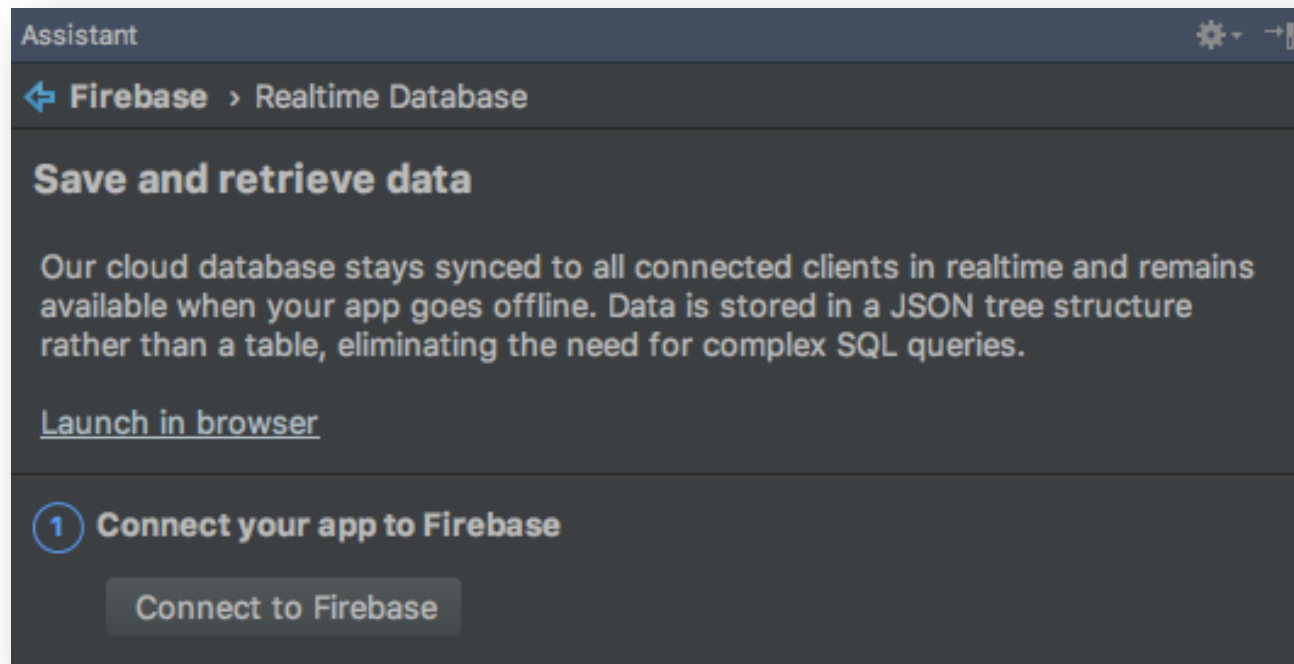 Assistant
Firebase › Realtime Database
Save and retrieve data
Our cloud database stays synced to all connected clients in realtime and remains
available when your app goes offline. Data is stored in a JSON tree structure
rather than a table, eliminating the need for complex SQL queries.
Launch in browser
1 Connect your app to Firebase
Connect to Firebase